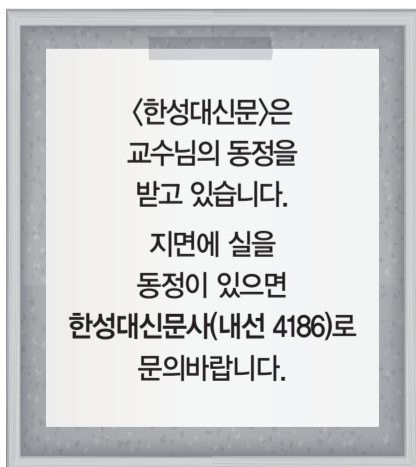 〈한성대신문〉은
교수님의 동정을
받고 있습니다.
지면에 실을
동정이 있으면
한성대신문사(내선 4186)로
문의바랍니다.